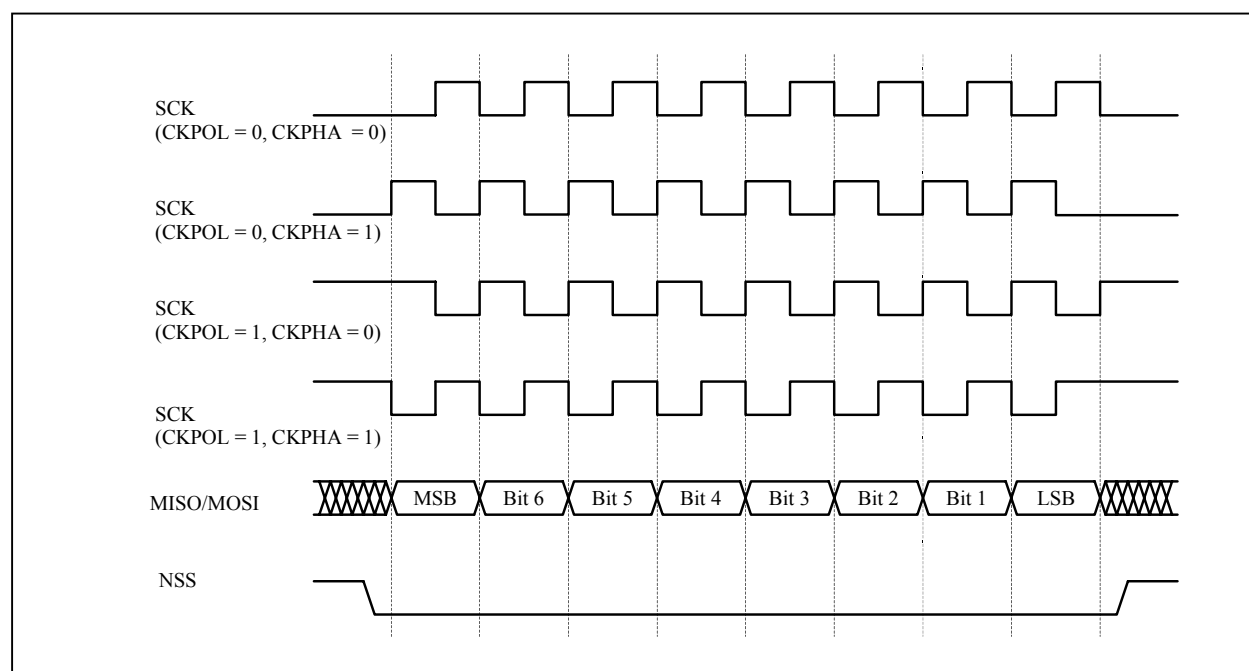 SCK
(CKPOL = 0, CKPHA = 0)
SCK
(CKPOL = 0, CKPHA = 1)
SCK
(CKPOL = 1, CKPHA = 0)
SCK
(CKPOL = 1, CKPHA = 1)
MISO/MOSI MSB Bit 6 Bit 5 Bit 4 Bit 3 Bit 2 Bit 1 LSB
NSS